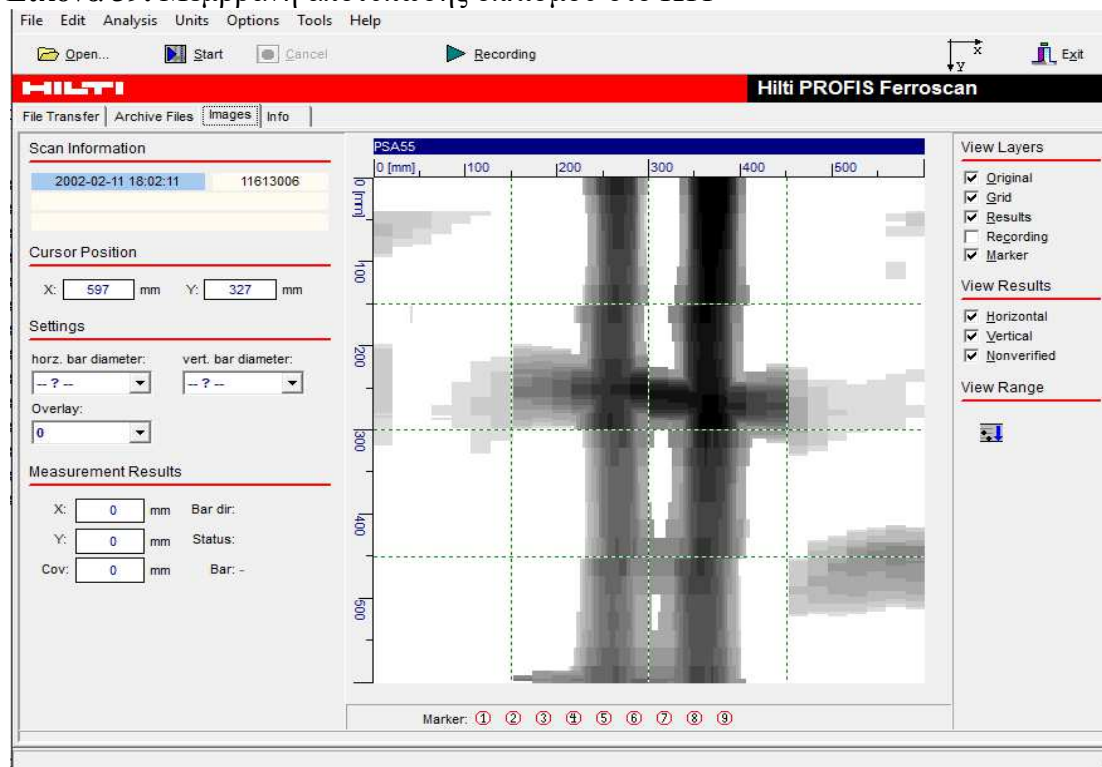 File Edit Analysis Units Options Tools Help
Open... Start Cancel Recording x y Exit
HILTI Hilti PROFIS Ferroscan
File Transfer Archive Files Images Info
Scan Information
2002-02-11 18:02:11 11613006
Cursor Position
X: 597 mm Y: 327 mm
Settings
horz. bar diameter: vert. bar diameter:
-- ? -- -- ? --
Overlay:
0
Measurement Results
X: 0 mm Bar dir:
Y: 0 mm Status:
Cov: 0 mm Bar: -
PSA55
0 [mm] 100 200 300 400 500
0 [mm] 100 200 300 400 500
Marker: ① ② ③ ④ ⑤ ⑥ ⑦ ⑧ ⑨
View Layers
Original
Grid
Results
Recording
Marker
View Results
Horizontal
Vertical
Nonverified
View Range